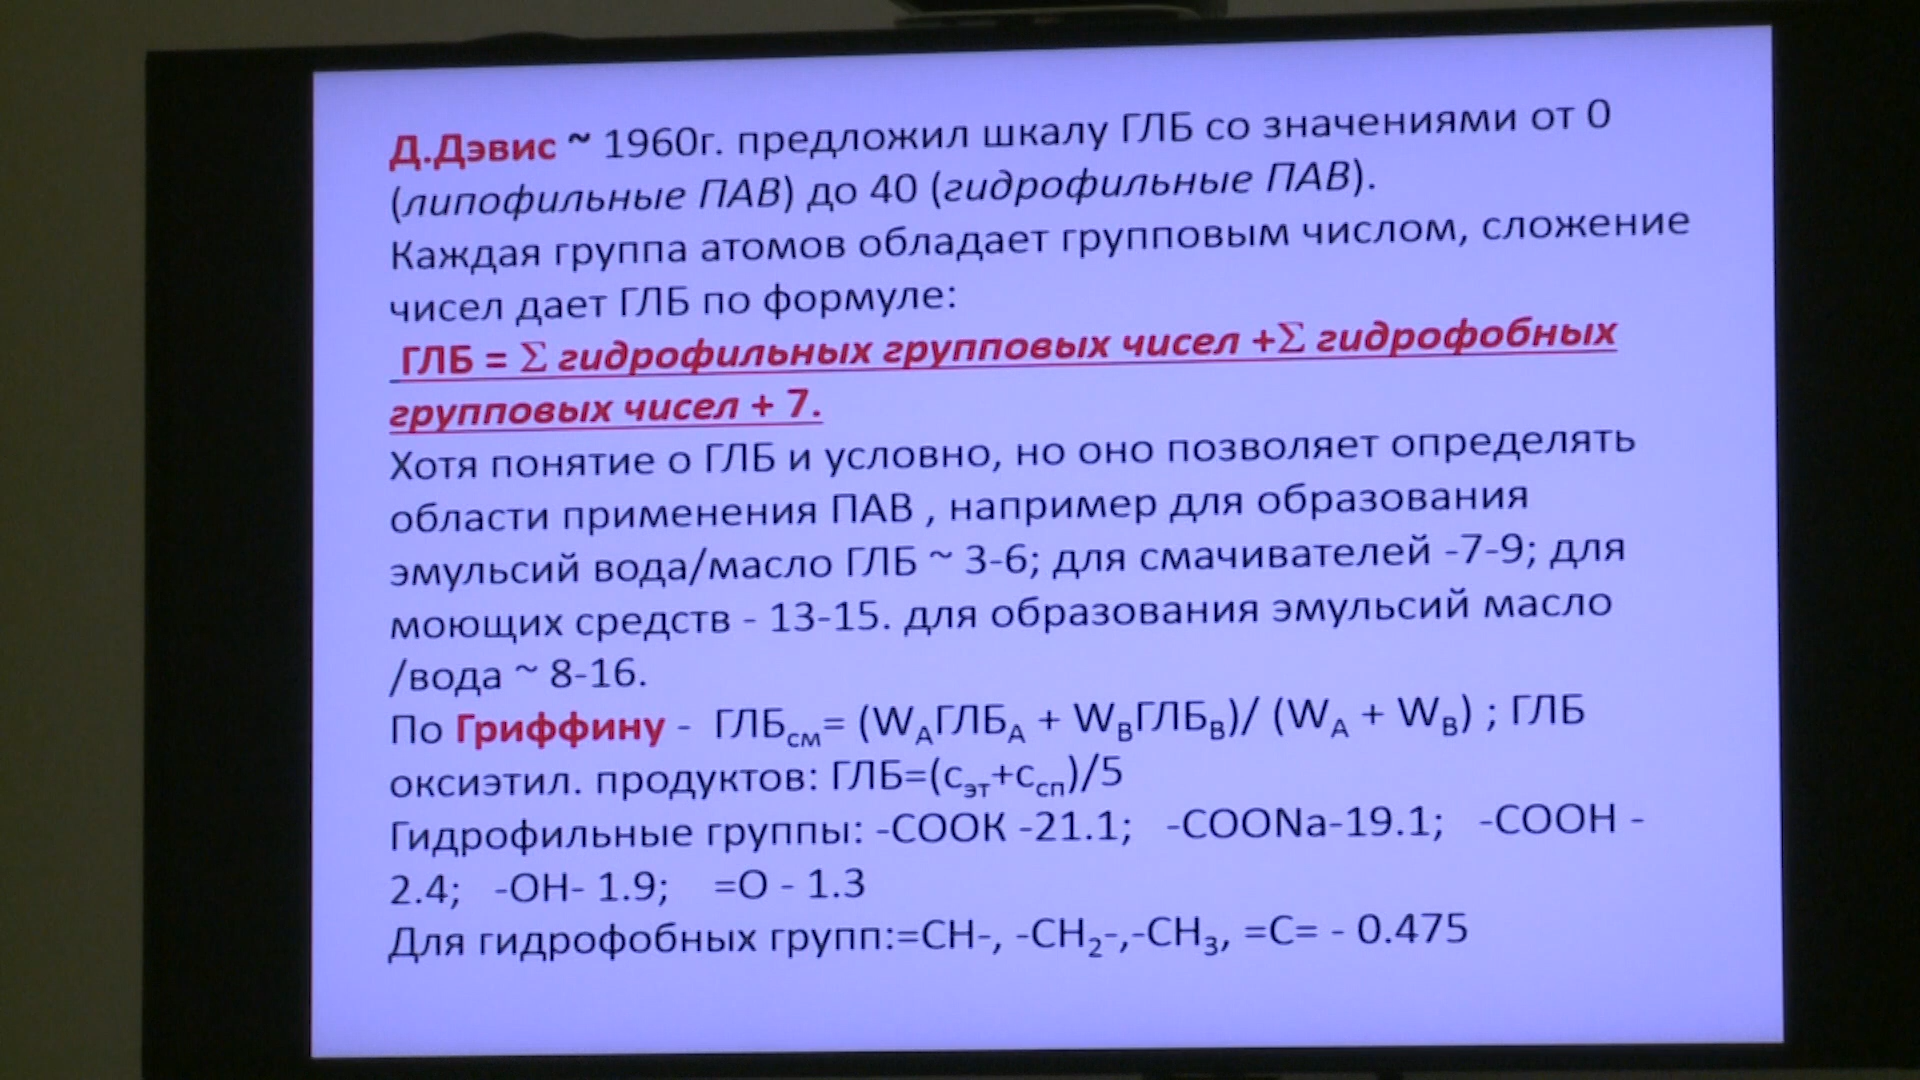 Д.Дэвис ~ 1960г. предложил шкалу ГЛБ со значениями от 0
(липофильные ПАВ) до 40 (гидрофильные ПАВ).
Каждая группа атомов обладает групповым числом, сложение
чисел дает ГЛБ по формуле:
ГЛБ = Σ гидрофильных групповых чисел +Σ гидрофобных
групповых чисел + 7.
Хотя понятие о ГЛБ и условно, но оно позволяет определять
области применения ПАВ , например для образования
эмульсий вода/масло ГЛБ ~ 3-6; для смачивателей -7-9; для
моющих средств - 13-15. для образования эмульсий масло
/вода ~ 8-16.
По Гриффину - ГЛБсм= (WAГЛБA + WBГЛБB)/ (WA + WB) ; ГЛБ
оксиэтил. продуктов: ГЛБ=(cэт+cсп)/5
Гидрофильные группы: -COOK -21.1; -COONa-19.1; -COOH -
2.4; -OH- 1.9; =O - 1.3
Для гидрофобных групп:=CH-, -CH₂-,-CH₃, =C= - 0.475